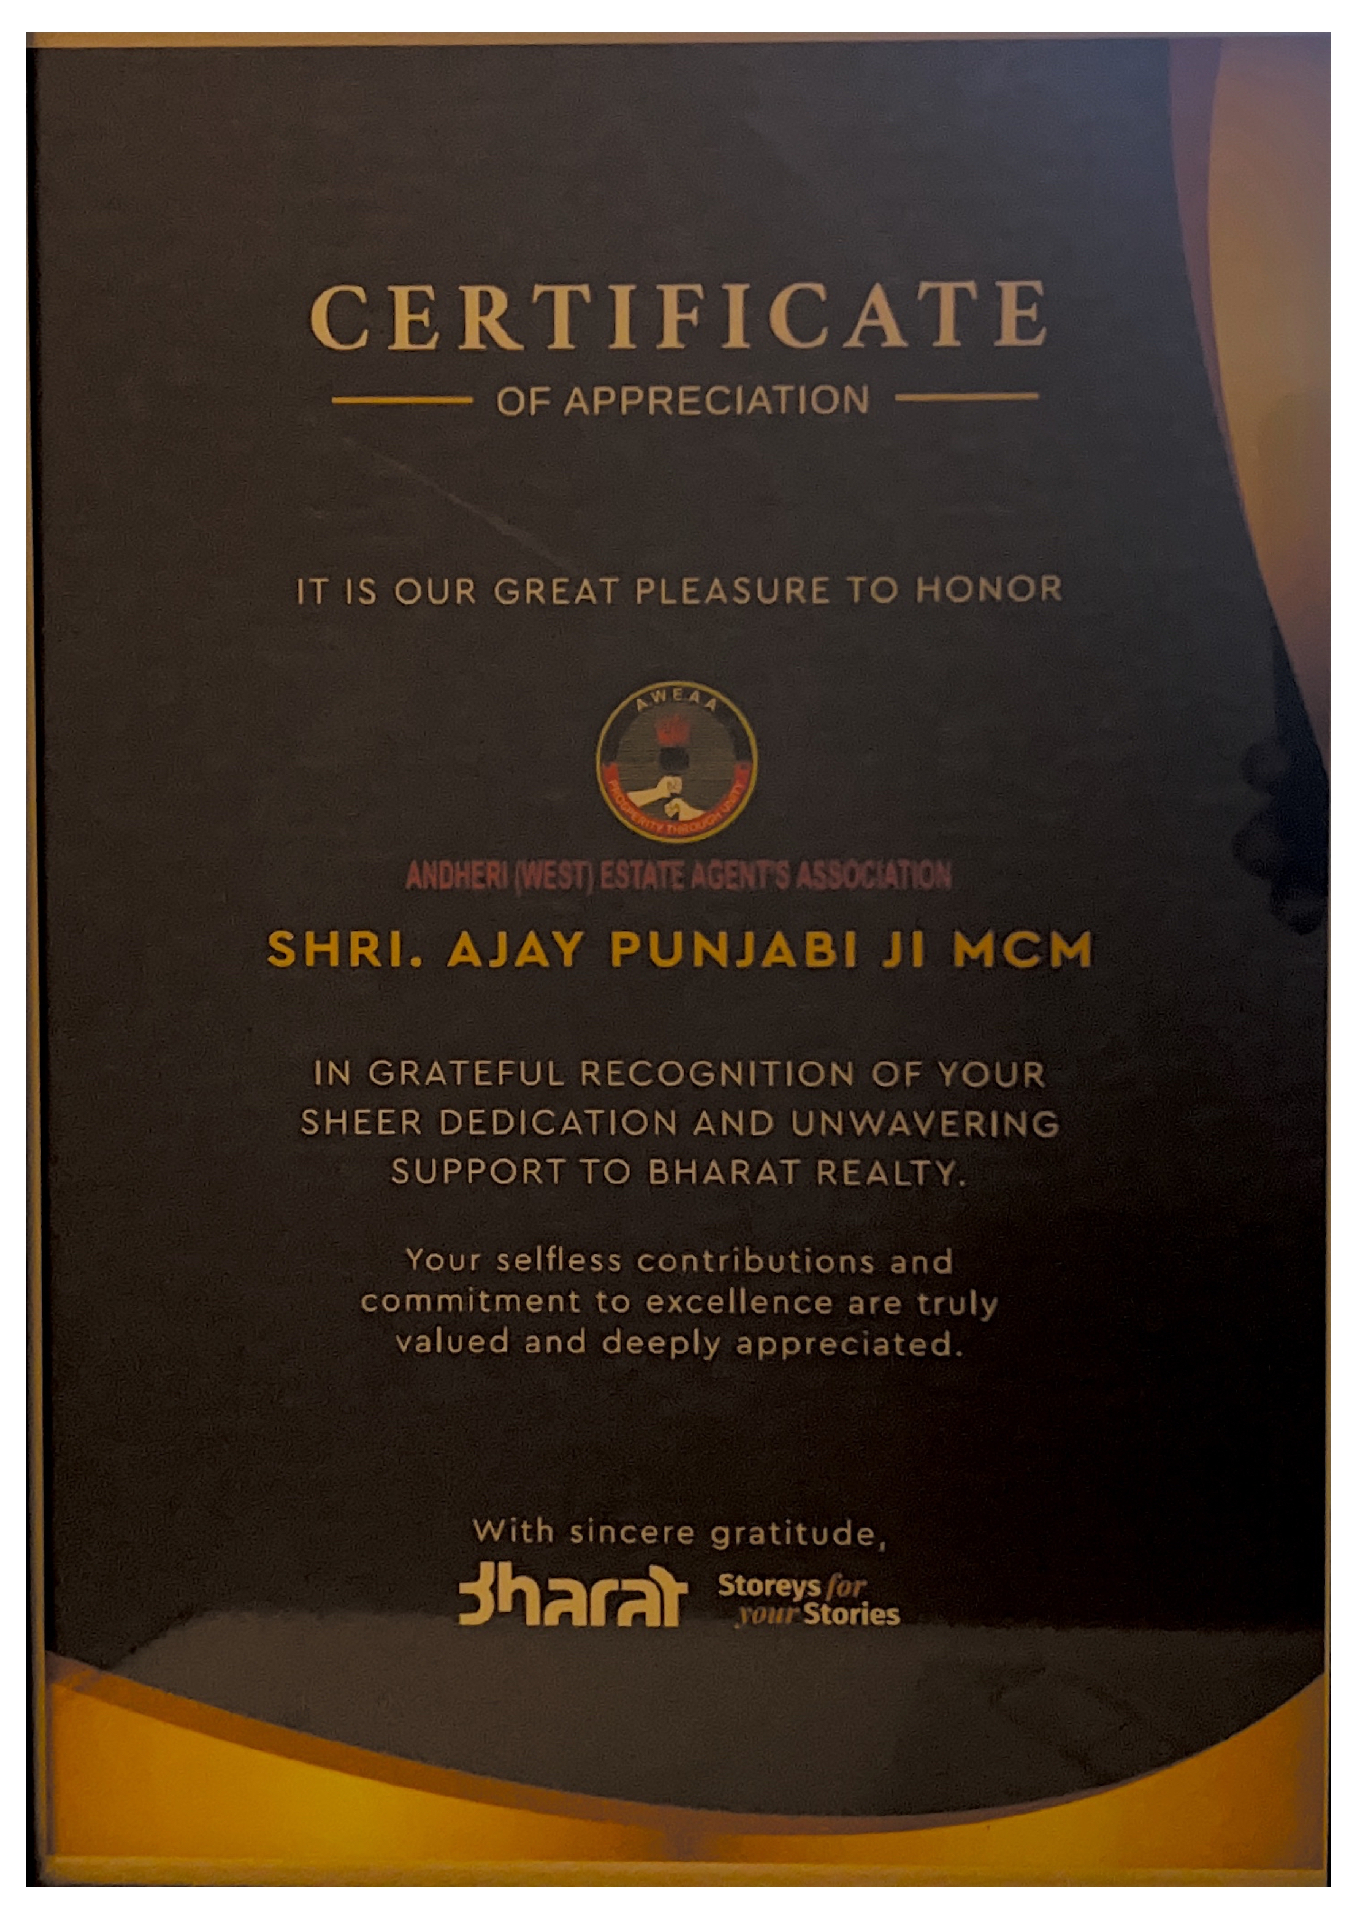 CERTIFICATE
OF APPRECIATION
IT IS OUR GREAT PLEASURE TO HONOR
AWEAA
PROSPERITY THROUGH UNITY
ANDHERI (WEST) ESTATE AGENT'S ASSOCIATION
SHRI. AJAY PUNJABI JI MCM
IN GRATEFUL RECOGNITION OF YOUR
SHEER DEDICATION AND UNWAVERING
SUPPORT TO BHARAT REALTY.
Your selfless contributions and
commitment to excellence are truly
valued and deeply appreciated.
With sincere gratitude,
Bharat
Storeys for
your Stories